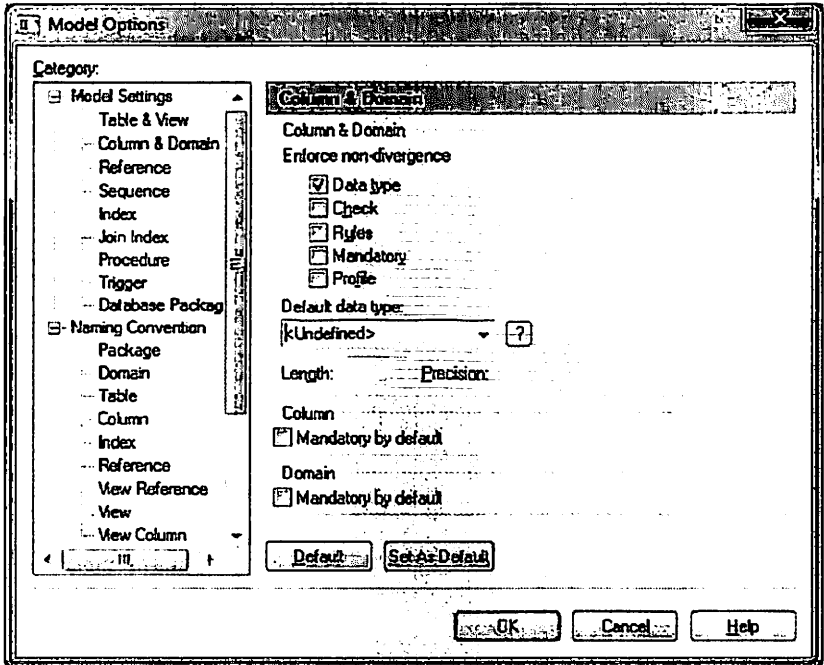 Model Options
Category:
Model Settings
Table & View
Column & Domain
Reference
Sequence
Index
Join Index
Procedure
Trigger
Database Packag
Naming Convention
Package
Domain
Table
Column
Index
Reference
View Reference
View
View Column
Column & Domain
Column & Domain
Enforce non-divergence
Data type
Check
Rules
Mandatory
Profile
Default data type:
<Undefined>
?
Length:
Precision:
Column
Mandatory by default
Domain
Mandatory by default
Default
Set As Default
OK
Cancel
Help